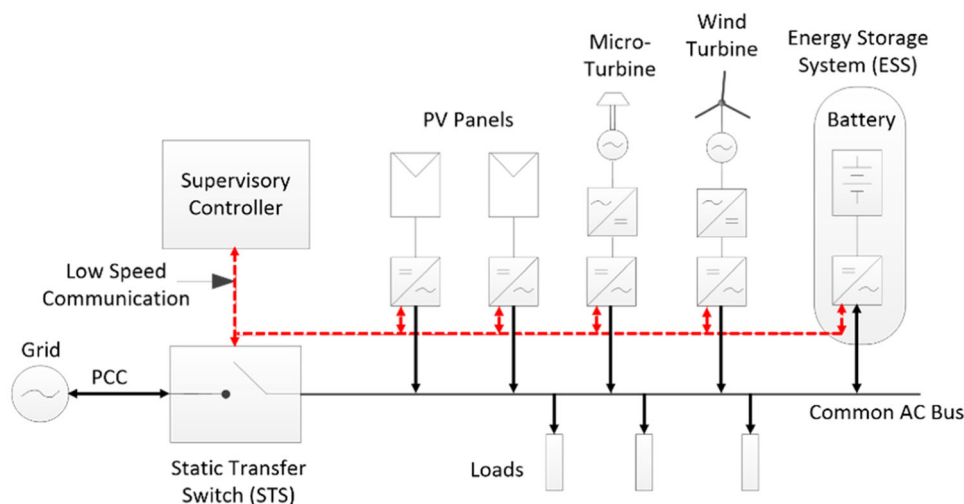 Micro-
Turbine
Wind
Turbine
Energy Storage
System (ESS)
PV Panels
Battery
Supervisory
Controller
Low Speed
Communication
Grid
PCC
Common AC Bus
Static Transfer
Switch (STS)
Loads